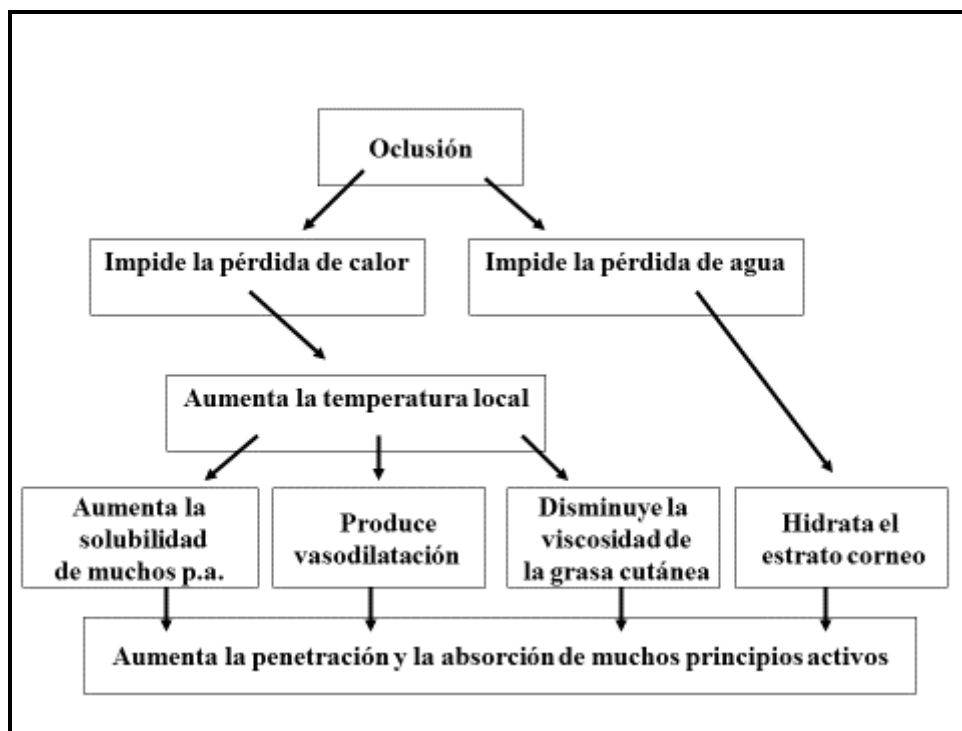 Oclusión
Impide la pérdida de calor
Impide la pérdida de agua
Aumenta la temperatura local
Aumenta la
solubilidad
de muchos p.a.
Produce
vasodilatación
Disminuye la
viscosidad de
la grasa cutánea
Hidrata el
estrato corneo
Aumenta la penetración y la absorción de muchos principios activos